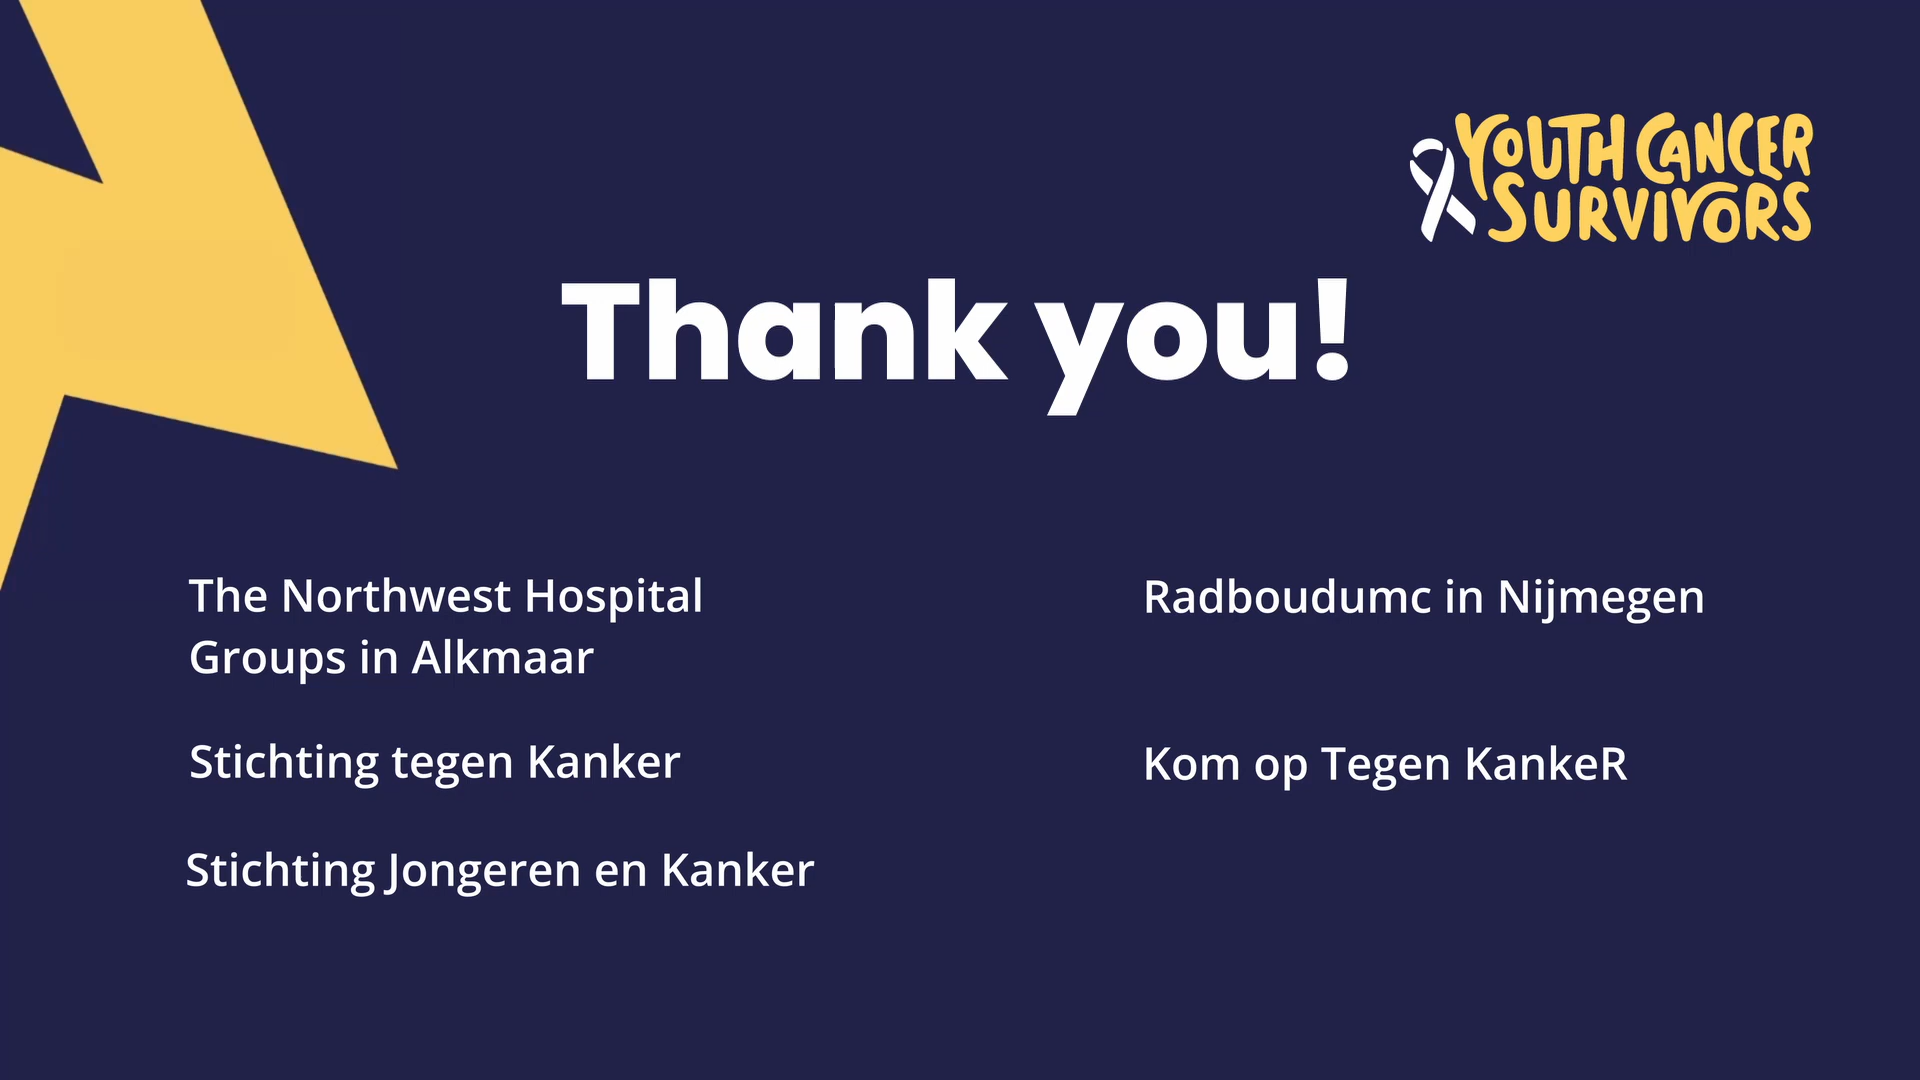 YOUTH CANCER
SURVIVORS
Thank you!
The Northwest Hospital
Groups in Alkmaar
Stichting tegen Kanker
Stichting Jongeren en Kanker
Radboudumc in Nijmegen
Kom op Tegen KankeR